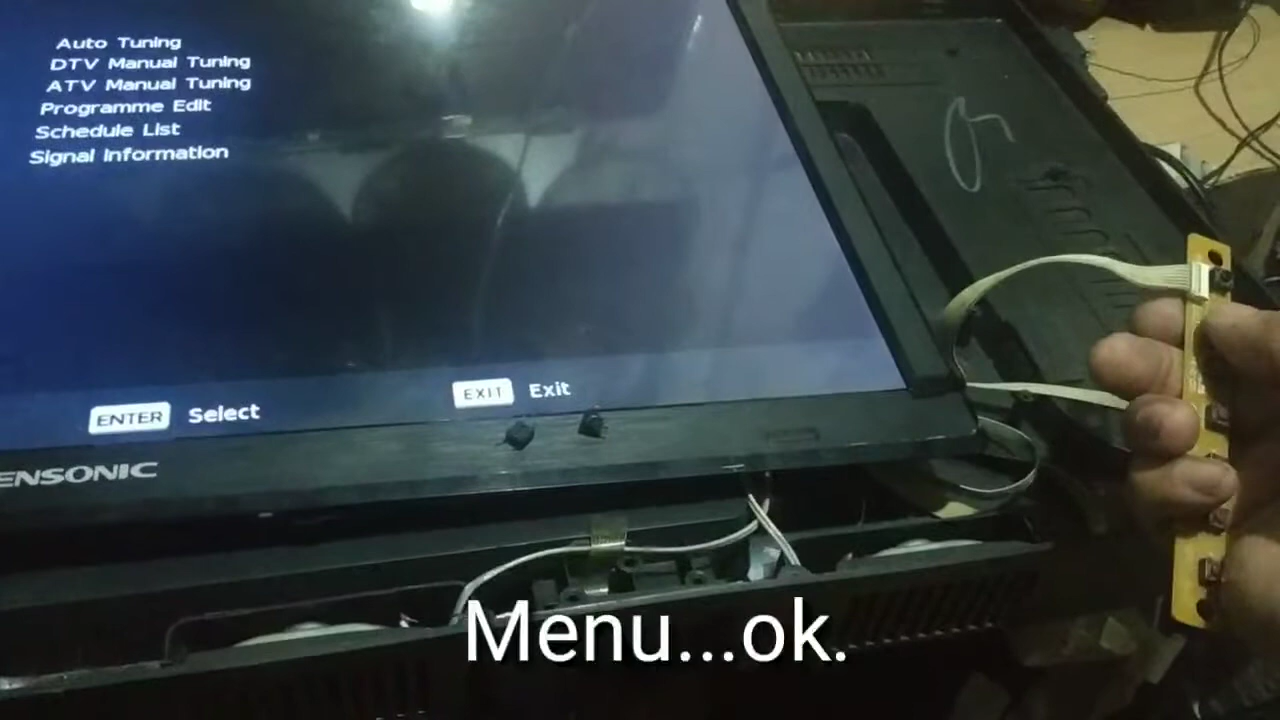 Auto Tuning
DTV Manual Tuning
ATV Manual Tuning
Programme Edit
Schedule List
Signal Information
ENTER Select
EXIT Exit
ENSONIC
Menu...ok.